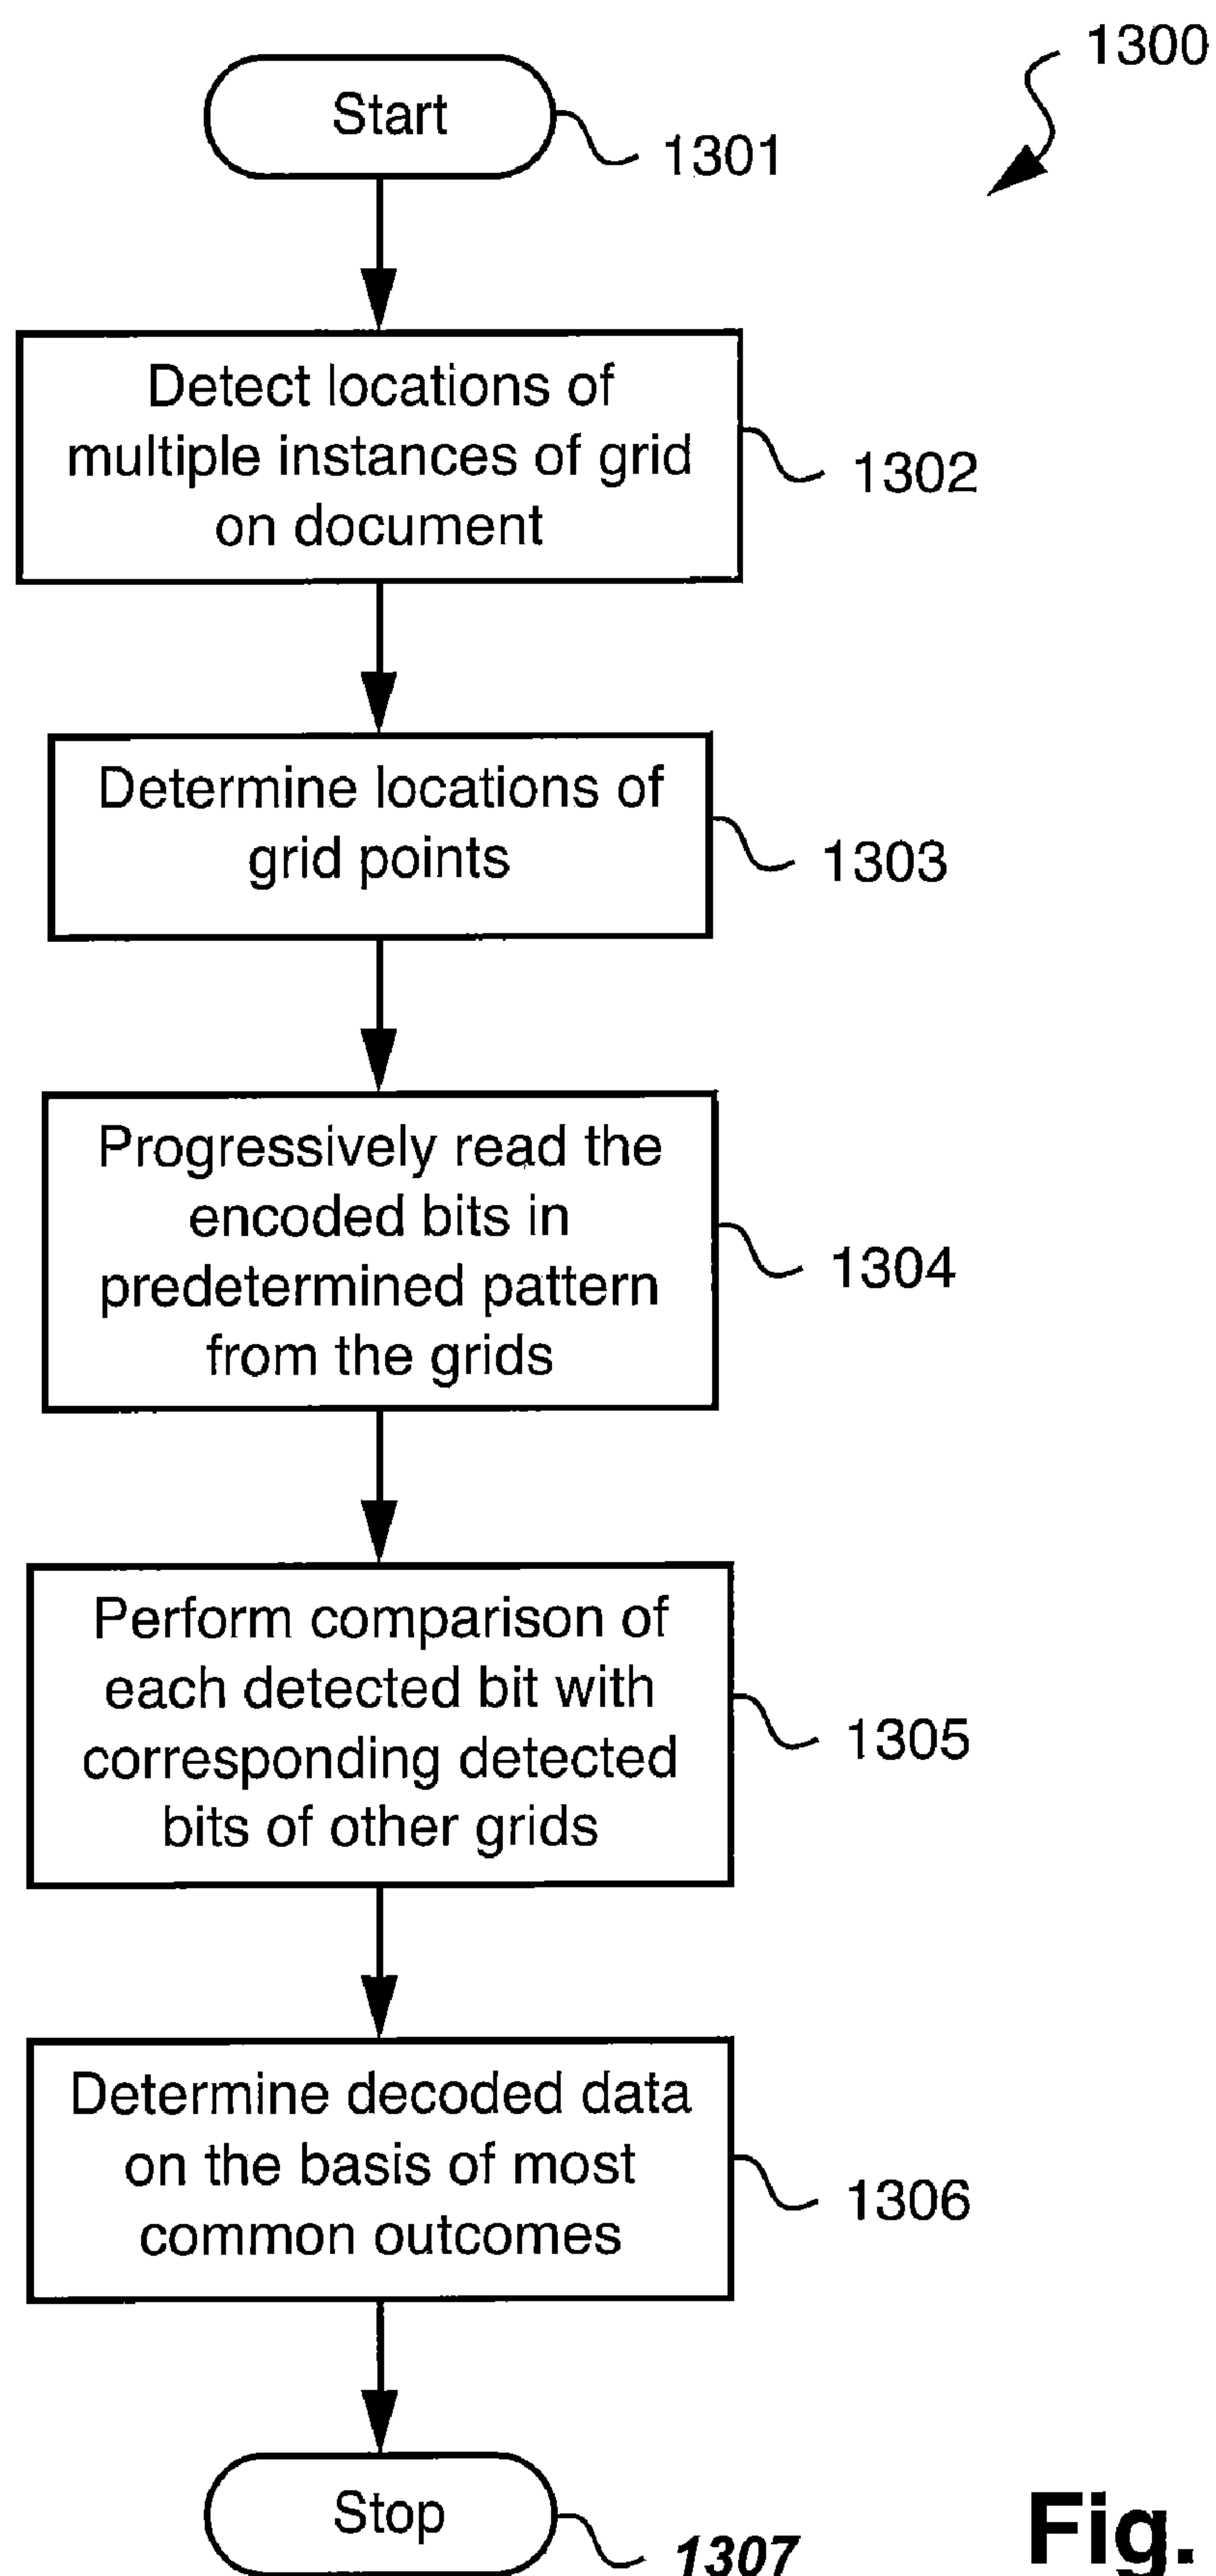 1300
Start
1301
Detect locations of
multiple instances of grid
on document
1302
Determine locations of
grid points
1303
Progressively read the
encoded bits in
predetermined pattern
from the grids
1304
Perform comparison of
each detected bit with
corresponding detected
bits of other grids
1305
Determine decoded data
on the basis of most
common outcomes
1306
Stop
1307
Fig.